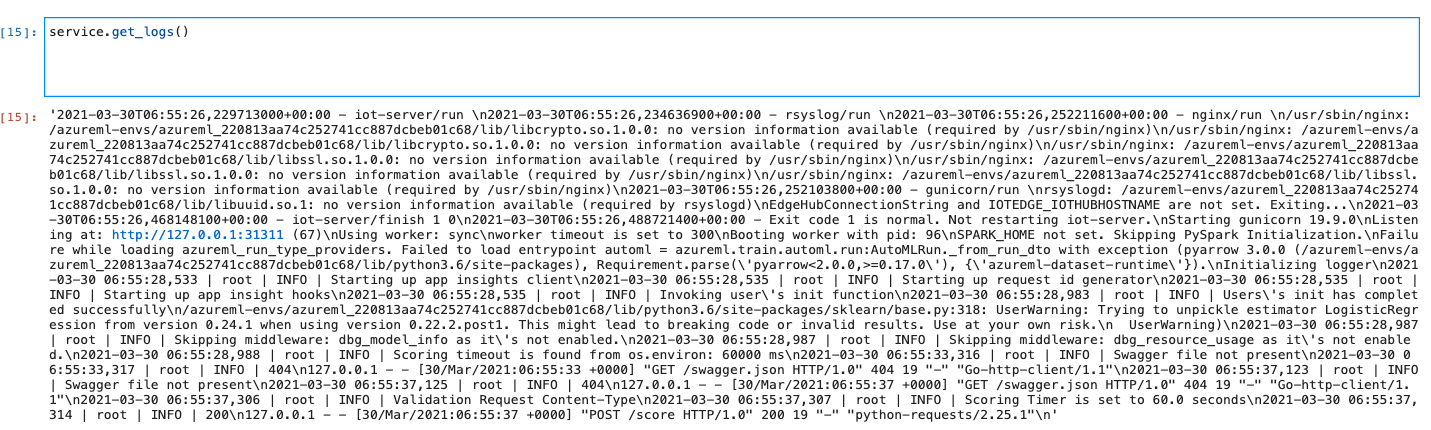 [15]: service.get_logs()
[15]: '2021-03-30T06:55:26,229713000+00:00 - iot-server/run \n2021-03-30T06:55:26,234636900+00:00 - rsyslog/run \n2021-03-30T06:55:26,252211600+00:00 - nginx/run \n/usr/sbin/nginx:
/azureml-envs/azureml_220813aa74c252741cc887dcbeb01c68/lib/libcrypto.so.1.0.0: no version information available (required by /usr/sbin/nginx)\n/usr/sbin/nginx: /azureml-envs/a
zureml_220813aa74c252741cc887dcbeb01c68/lib/libcrypto.so.1.0.0: no version information available (required by /usr/sbin/nginx)\n/usr/sbin/nginx: /azureml-envs/azureml_220813aa
74c252741cc887dcbeb01c68/lib/libssl.so.1.0.0: no version information available (required by /usr/sbin/nginx)\n/usr/sbin/nginx: /azureml-envs/azureml_220813aa74c252741cc887dcbe
b01c68/lib/libssl.so.1.0.0: no version information available (required by /usr/sbin/nginx)\n/usr/sbin/nginx: /azureml-envs/azureml_220813aa74c252741cc887dcbeb01c68/lib/libssl.
so.1.0.0: no version information available (required by /usr/sbin/nginx)\n2021-03-30T06:55:26,252103800+00:00 - gunicorn/run \nrsyslogd: /azureml-envs/azureml_220813aa74c25274
1cc887dcbeb01c68/lib/libuuid.so.1: no version information available (required by rsyslogd)\nEdgeHubConnectionString and IOTEDGE_IOTHUBHOSTNAME are not set. Exiting...\n2021-03
-30T06:55:26,468148100+00:00 - iot-server/finish 1 0\n2021-03-30T06:55:26,488721400+00:00 - Exit code 1 is normal. Not restarting iot-server.\nStarting gunicorn 19.9.0\nListen
ing at: http://127.0.0.1:31311 (67)\nUsing worker: sync\nworker timeout is set to 300\nBooting worker with pid: 96\nSPARK_HOME not set. Skipping PySpark Initialization.\nFailu
re while loading azureml_run_type_providers. Failed to load entrypoint automl = azureml.train.automl.run:AutoMLRun._from_run_dto with exception (pyarrow 3.0.0 (/azureml-envs/a
zureml_220813aa74c252741cc887dcbeb01c68/lib/python3.6/site-packages), Requirement.parse(\'pyarrow<2.0.0,>=0.17.0\'), {\'azureml-dataset-runtime\'}).\nInitializing logger\n2021
-03-30 06:55:28,533 | root | INFO | Starting up app insights client\n2021-03-30 06:55:28,535 | root | INFO | Starting up request id generator\n2021-03-30 06:55:28,535 | root |
INFO | Starting up app insight hooks\n2021-03-30 06:55:28,535 | root | INFO | Invoking user\'s init function\n2021-03-30 06:55:28,983 | root | INFO | Users\'s init has complet
ed successfully\n/azureml-envs/azureml_220813aa74c252741cc887dcbeb01c68/lib/python3.6/site-packages/sklearn/base.py:318: UserWarning: Trying to unpickle estimator LogisticRegr
ession from version 0.24.1 when using version 0.22.2.post1. This might lead to breaking code or invalid results. Use at your own risk.\n  UserWarning)\n2021-03-30 06:55:28,987
| root | INFO | Skipping middleware: dbg_model_info as it\'s not enabled.\n2021-03-30 06:55:28,987 | root | INFO | Skipping middleware: dbg_resource_usage as it\'s not enable
d.\n2021-03-30 06:55:28,988 | root | INFO | Scoring timeout is found from os.environ: 60000 ms\n2021-03-30 06:55:33,316 | root | INFO | Swagger file not present\n2021-03-30 0
6:55:33,317 | root | INFO | 404\n127.0.0.1 - - [30/Mar/2021:06:55:33 +0000] "GET /swagger.json HTTP/1.0" 404 19 "-" "Go-http-client/1.1"\n2021-03-30 06:55:37,123 | root | INFO
| Swagger file not present\n2021-03-30 06:55:37,125 | root | INFO | 404\n127.0.0.1 - - [30/Mar/2021:06:55:37 +0000] "GET /swagger.json HTTP/1.0" 404 19 "-" "Go-http-client/1.
1"\n2021-03-30 06:55:37,306 | root | INFO | Validation Request Content-Type\n2021-03-30 06:55:37,307 | root | INFO | Scoring Timer is set to 60.0 seconds\n2021-03-30 06:55:37,
314 | root | INFO | 200\n127.0.0.1 - - [30/Mar/2021:06:55:37 +0000] "POST /score HTTP/1.0" 200 19 "-" "python-requests/2.25.1"\n'